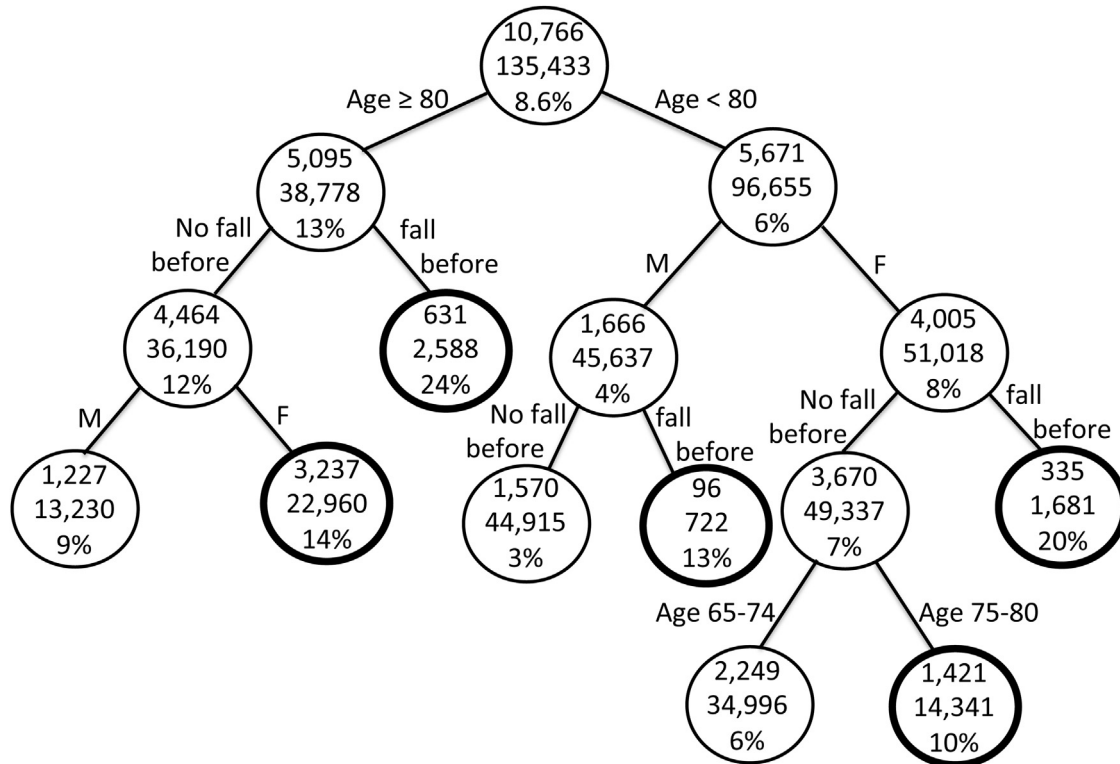 10,766
135,433
8.6%
Age ≥ 80
Age < 80
5,095
38,778
13%
5,671
96,655
6%
No fall
before
fall
before
M
F
4,464
36,190
12%
631
2,588
24%
1,666
45,637
4%
4,005
51,018
8%
M
F
No fall
before
fall
before
No fall
before
fall
before
1,227
13,230
9%
3,237
22,960
14%
1,570
44,915
3%
96
722
13%
3,670
49,337
7%
335
1,681
20%
Age 65-74
Age 75-80
2,249
34,996
6%
1,421
14,341
10%